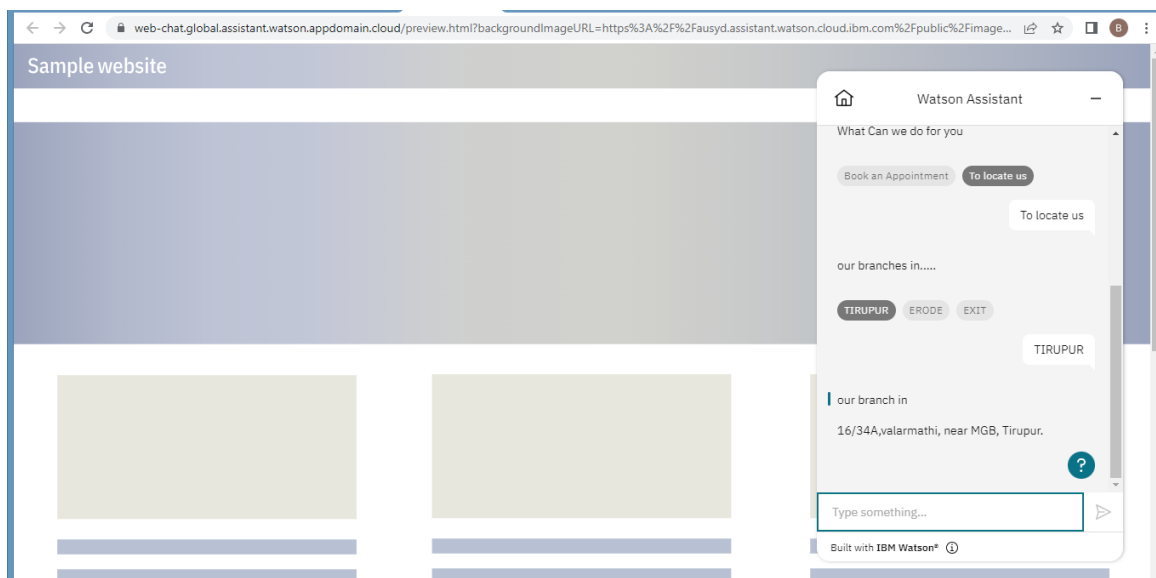 web-chat.global.assistant.watson.appdomain.cloud/preview.html?backgroundImageURL=https%3A%2F%2Fausyd.assistant.watson.cloud.ibm.com%2Fpublic%2Fimage...
B
Sample website
Watson Assistant
What Can we do for you
Book an Appointment To locate us
To locate us
our branches in.....
TIRUPUR ERODE EXIT
TIRUPUR
our branch in
16/34A,valarmathi, near MGB, Tirupur.
?
Type something...
Built with IBM Watson®